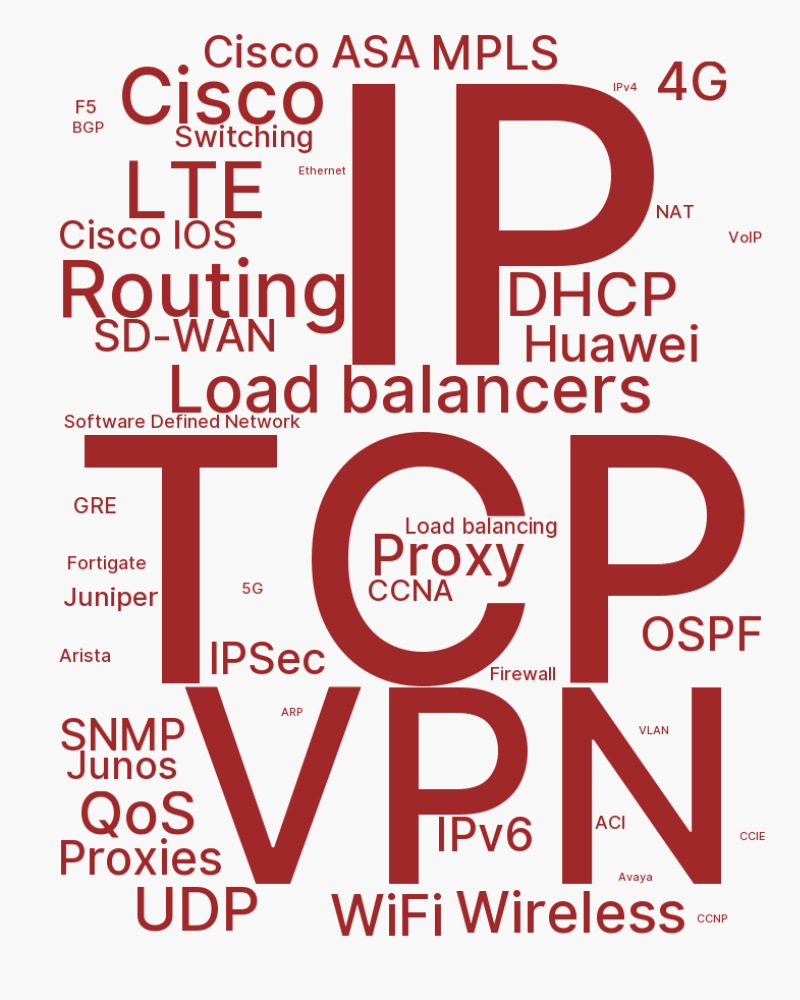 Cisco ASA
MPLS
IP
IPv4
4G
Cisco
F5
BGP
Switching
Ethernet
LTE
NAT
VoIP
Cisco IOS
Routing
DHCP
SD-WAN
Huawei
Load balancers
Software Defined Network
TCP
GRE
Load balancing
Proxy
Fortigate
5G
CCNA
Juniper
OSPF
Arista
IPSec
Firewall
VPN
ARP
SNMP
VLAN
Junos
QoS
IPv6
ACI
CCIE
Proxies
Avaya
UDP
WiFi
Wireless
CCNP